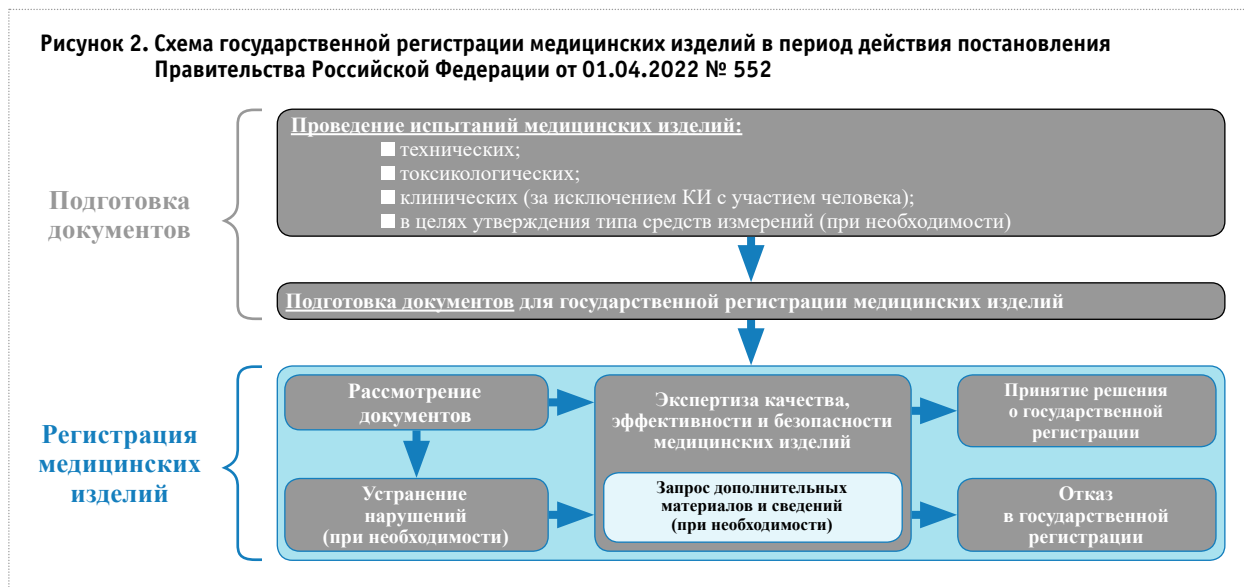 Рисунок 2. Схема государственной регистрации медицинских изделий в период действия постановления
Правительства Российской Федерации от 01.04.2022 № 552
Подготовка
документов
Проведение испытаний медицинских изделий:
технических;
токсикологических;
клинических (за исключением КИ с участием человека);
в целях утверждения типа средств измерений (при необходимости)
Подготовка документов для государственной регистрации медицинских изделий
Регистрация
медицинских
изделий
Рассмотрение
документов
Устранение
нарушений
(при необходимости)
Экспертиза качества,
эффективности и безопасности
медицинских изделий
Запрос дополнительных
материалов и сведений
(при необходимости)
Принятие решения
о государственной
регистрации
Отказ
в государственной
регистрации